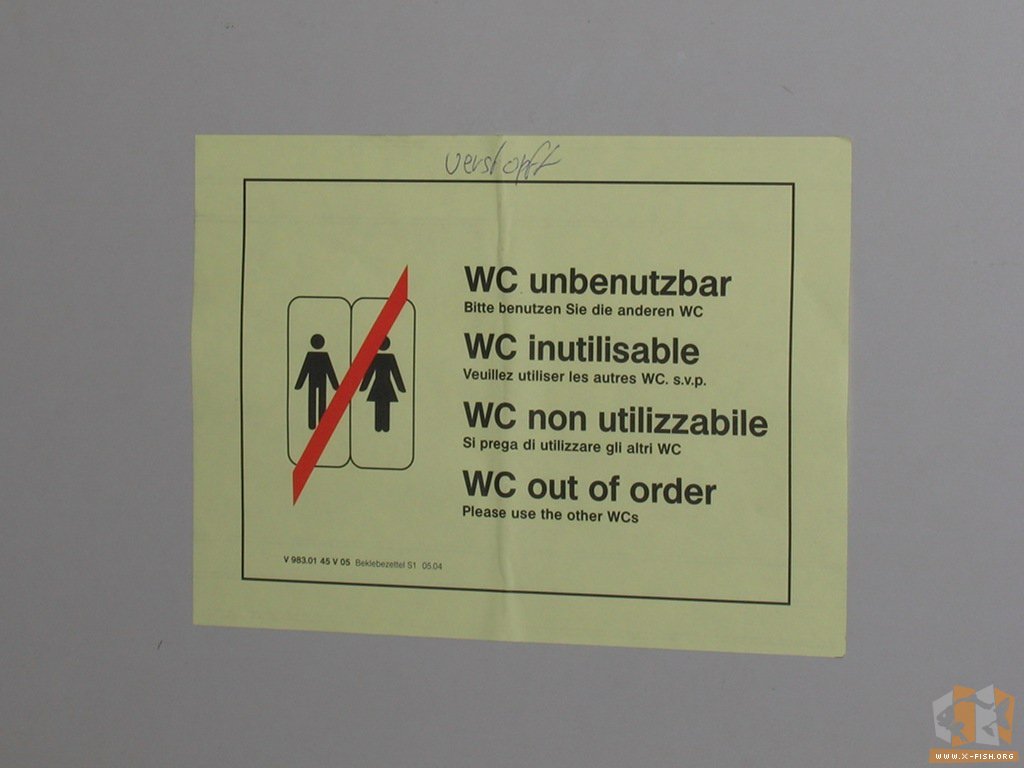 verstopft
WC unbenutzbar
Bitte benutzen Sie die anderen WC
WC inutilisable
Veuillez utiliser les autres WC. s.v.p.
WC non utilizzabile
Si prega di utilizzare gli altri WC
WC out of order
Please use the other WCs
V 983.01 45 V 05 Beklebezettel S1 05.04
WWW.X-FISH.ORG